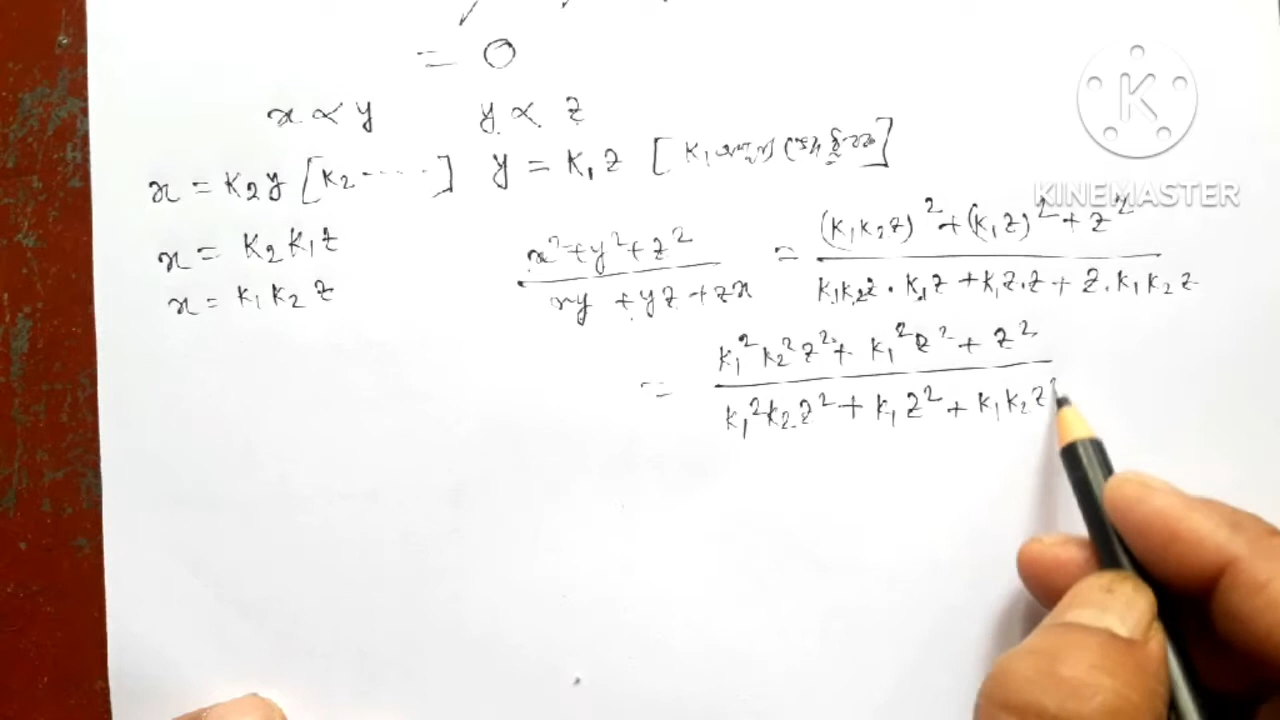 = 0
x ∝ y y ∝ z
x = K₂y [K₂ ‐‐‐‐‐] y = K₁z [K₁
x = K₂K₁z
x = K₁K₂ z
(x²+y²+z²)/(xy + yz + zx) = ((K₁K₂z)² + (K₁z)² + z²)/(K₁K₂z . K₁z + K₁z.z + z.K₁K₂z)
= (K₁²K₂²z² + K₁²z² + z²)/(K₁²K₂z² + K₁z² + K₁K₂z²
K
KINEMASTER